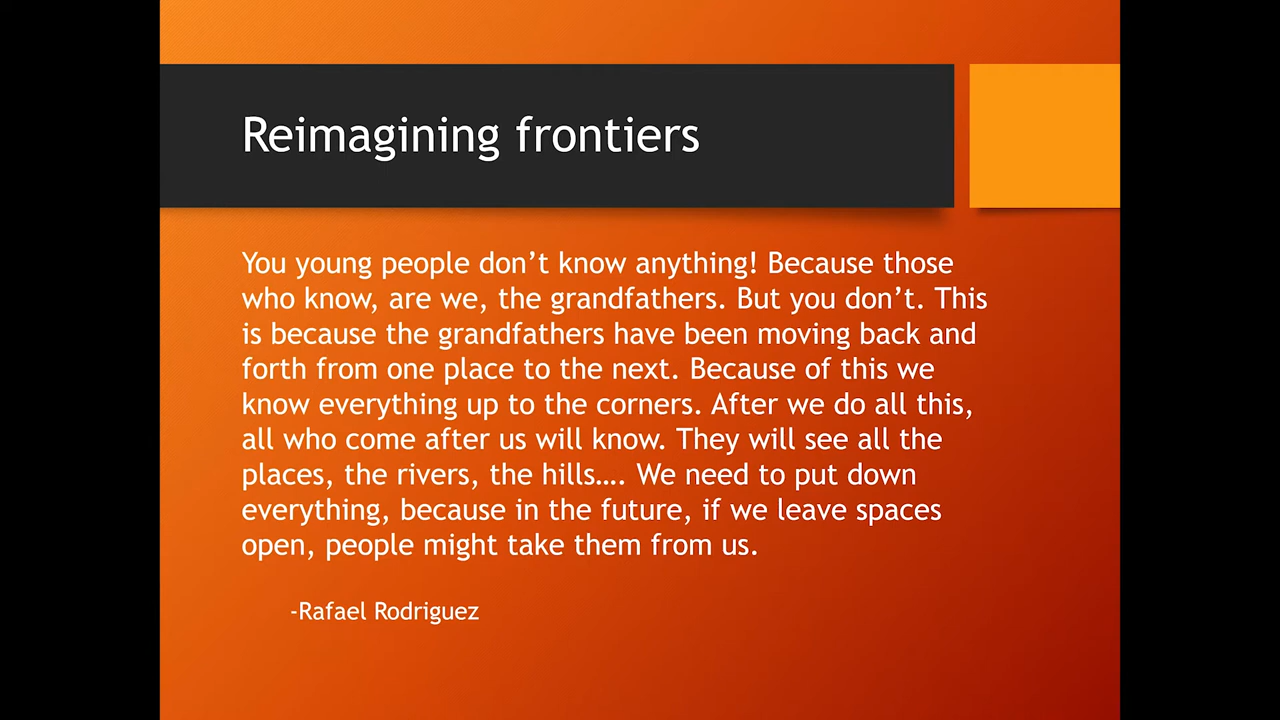 Reimagining frontiers
You young people don’t know anything! Because those
who know, are we, the grandfathers. But you don’t. This
is because the grandfathers have been moving back and
forth from one place to the next. Because of this we
know everything up to the corners. After we do all this,
all who come after us will know. They will see all the
places, the rivers, the hills…. We need to put down
everything, because in the future, if we leave spaces
open, people might take them from us.
-Rafael Rodriguez